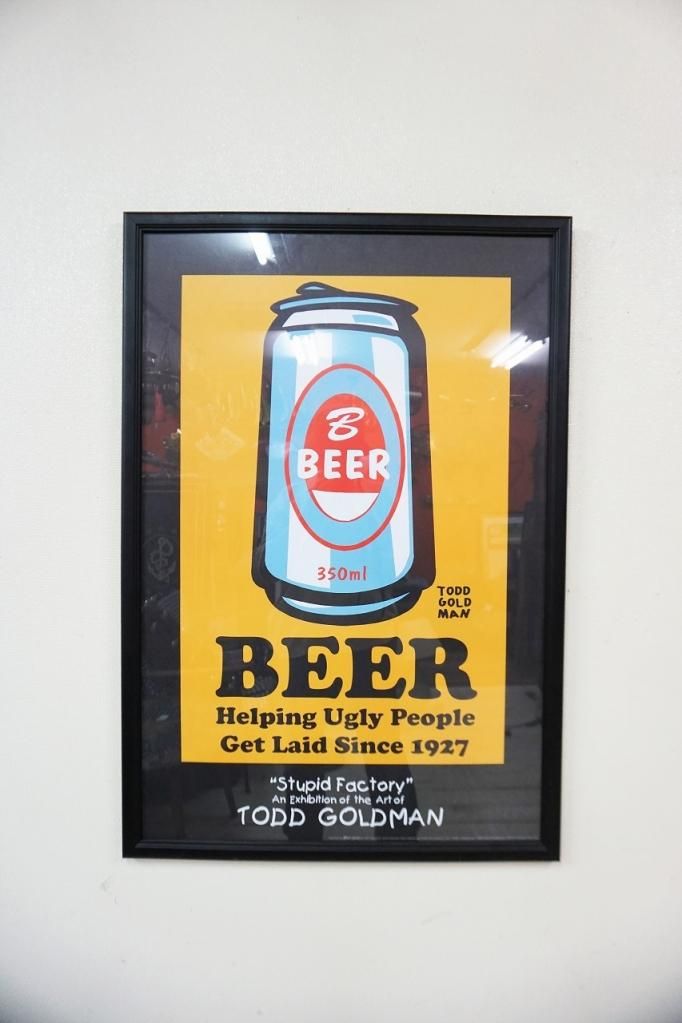 B
BEER
350ml
TODD
GOLD
MAN
BEER
Helping Ugly People
Get Laid Since 1927
"Stupid Factory"
An Exhibition of the Art of
TODD GOLDMAN